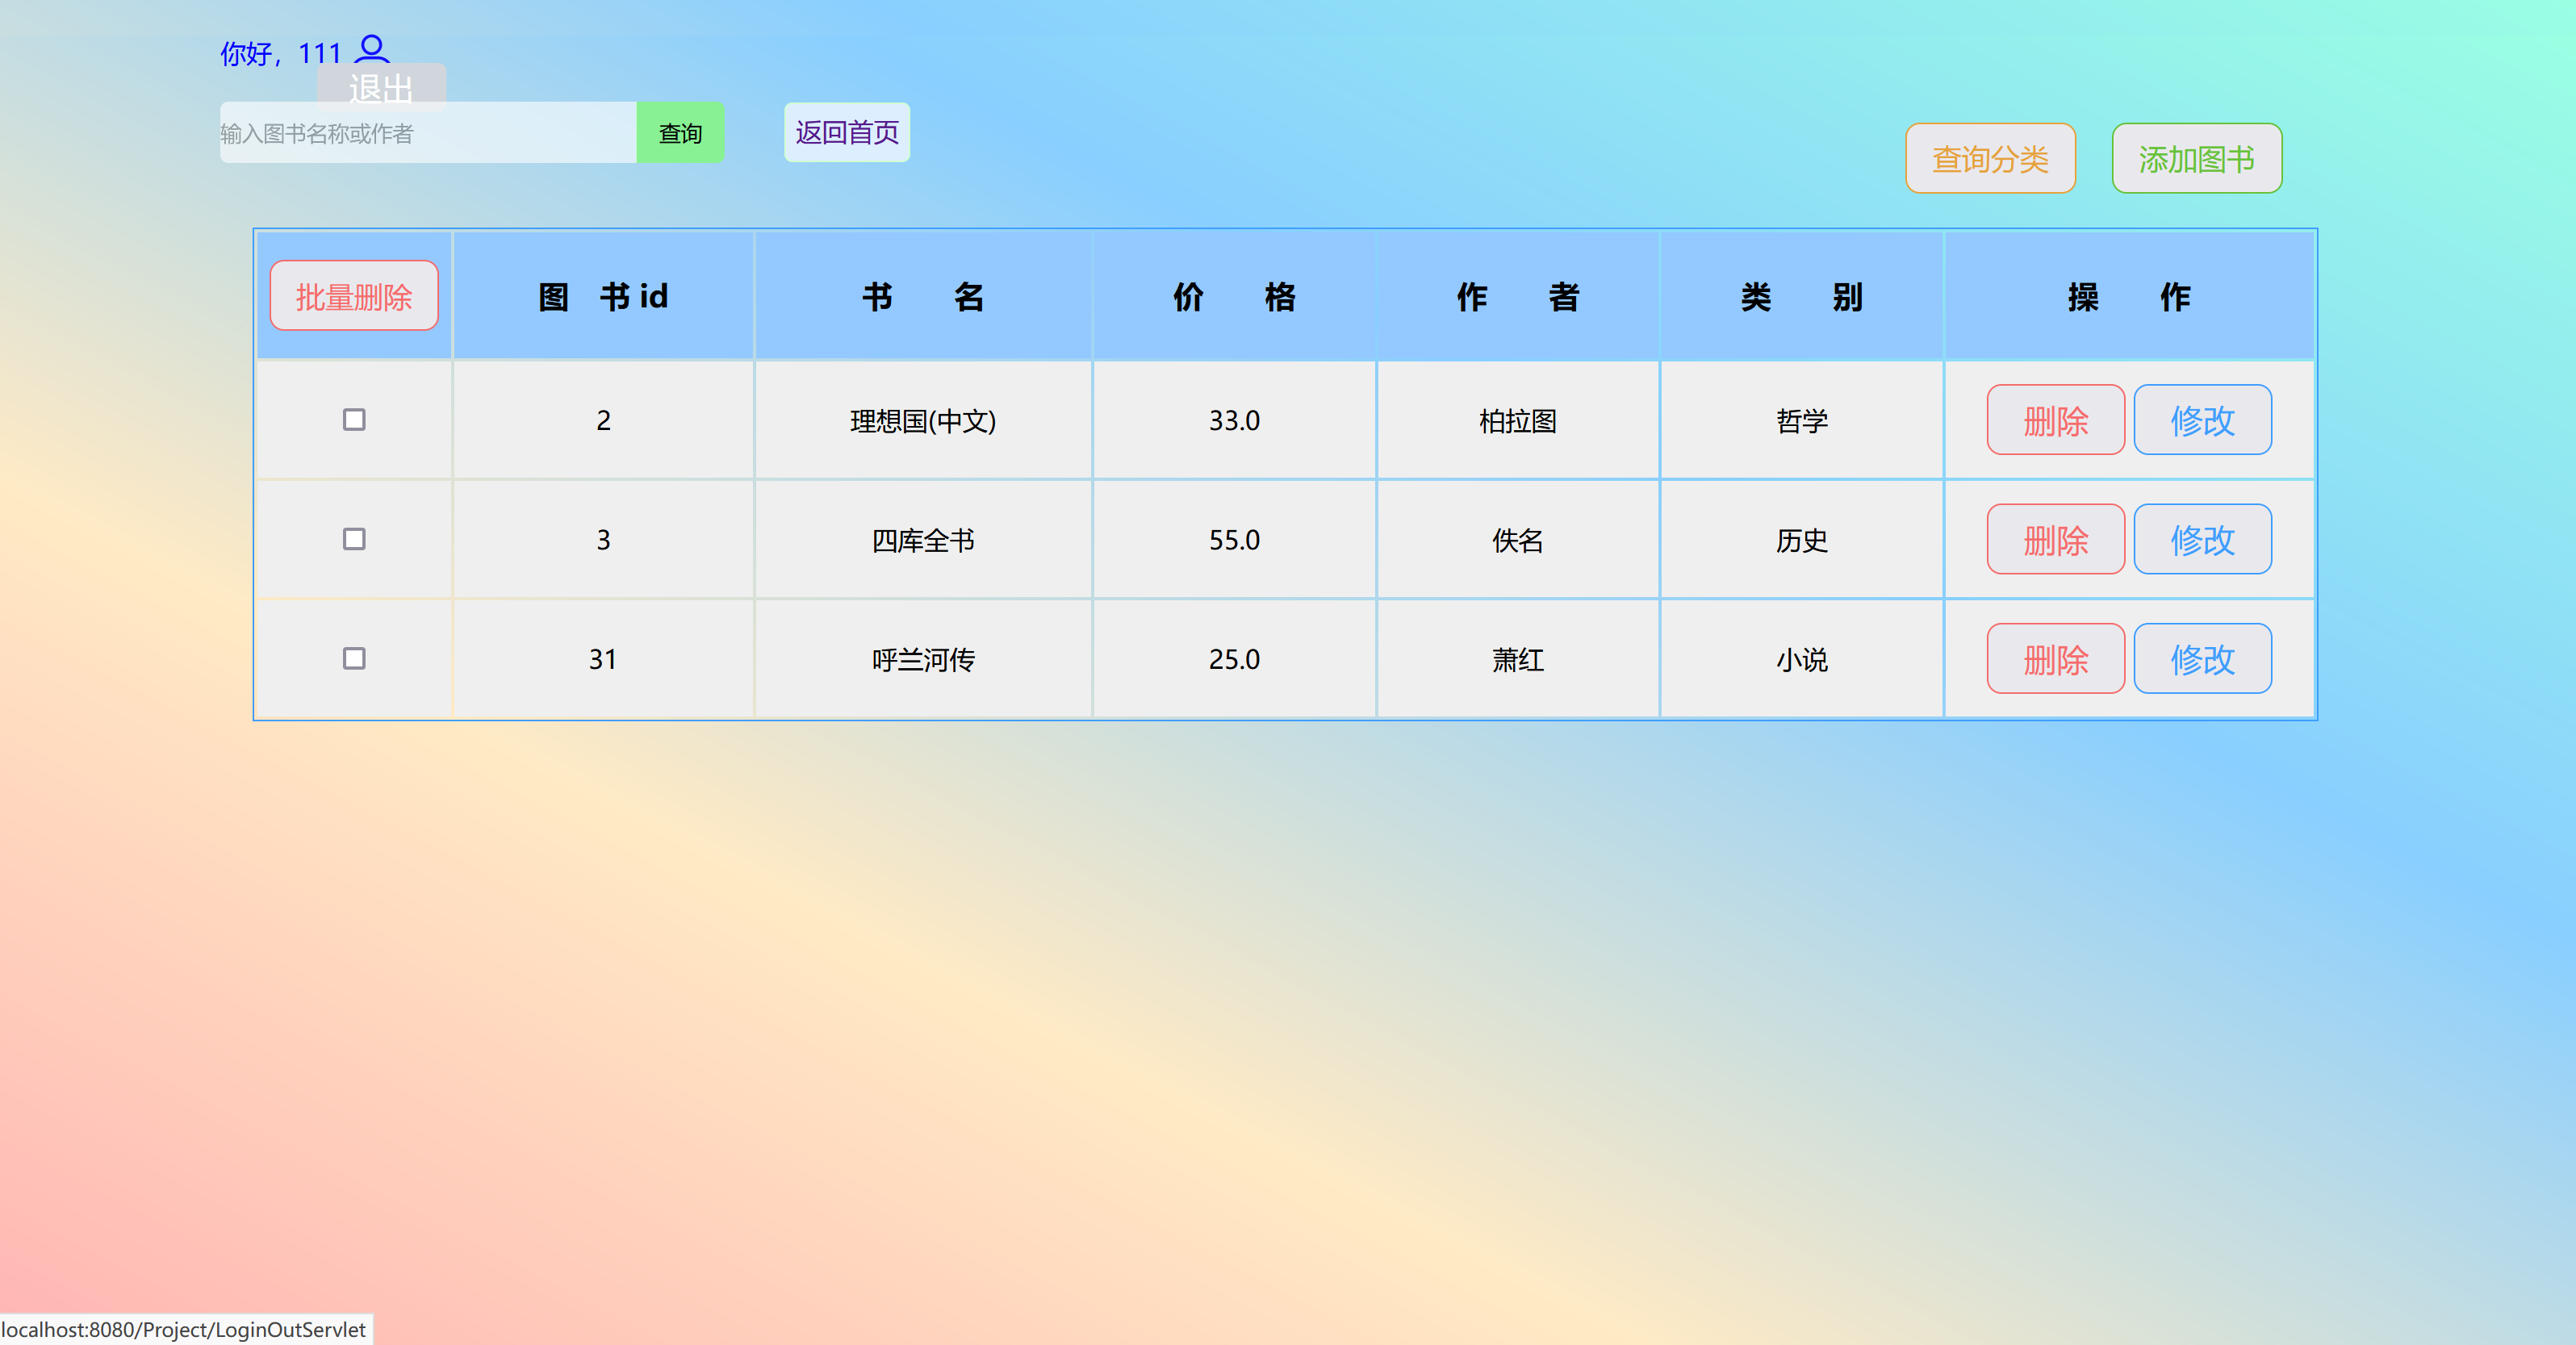 你好，111
退出
输入图书名称或作者 查询 返回首页
查询分类 添加图书
批量删除 图 书 id 书 名 价 格 作 者 类 别 操 作
2 理想国(中文) 33.0 柏拉图 哲学 删除 修改
3 四库全书 55.0 佚名 历史 删除 修改
31 呼兰河传 25.0 萧红 小说 删除 修改
localhost:8080/Project/LoginOutServlet